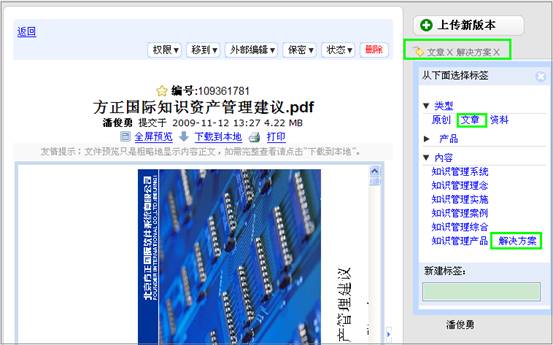 返回
权限▼ 移到▼ 外部编辑▼ 保密▼ 状态▼ 删除
编号:109361781
方正国际知识资产管理建议.pdf
潘俊勇 提交于 2009-11-12 13:27 4.22 MB
全屏预览 下载到本地 打印
友情提示：文件预览只是粗略地显示内容正文，如需完整查看请点击“下载到本地”。
北京方正国际软件系统有限公司
FOUNDER INTERNATIONAL CO.,LTD(BEIJING)
产管理建议
上传新版本
文章 X 解决方案 X
从下面选择标签
▼ 类型
原创 文章 资料
▶ 产品
▼ 内容
知识管理系统
知识管理理念
知识管理实施
知识管理案例
知识管理综合
知识管理产品 解决方案
新建标签:
潘俊勇